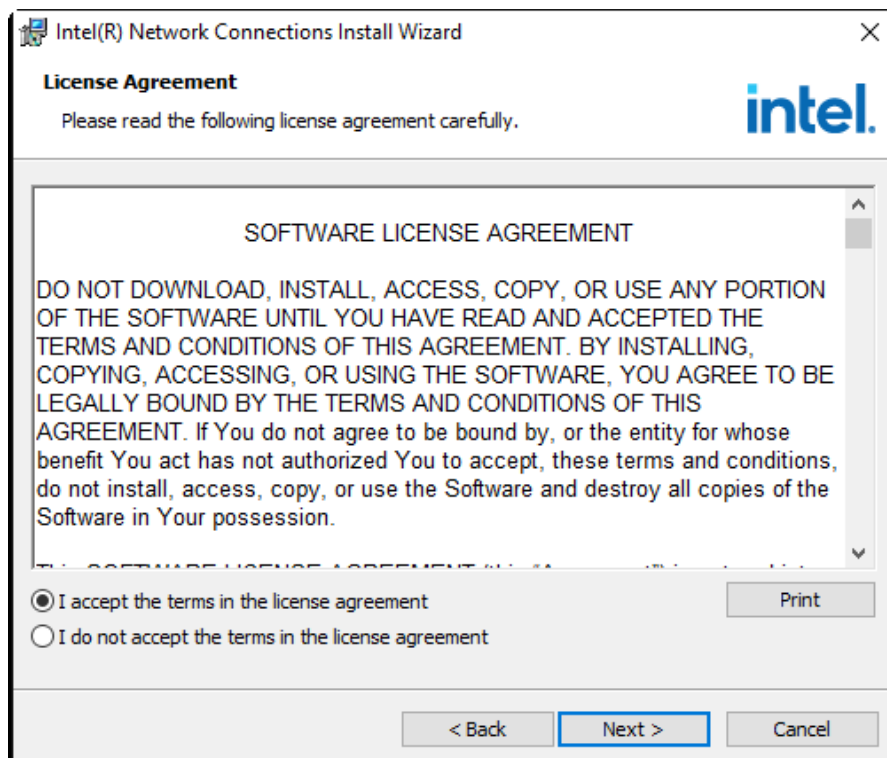 Intel(R) Network Connections Install Wizard
License Agreement
Please read the following license agreement carefully.
intel.
SOFTWARE LICENSE AGREEMENT
DO NOT DOWNLOAD, INSTALL, ACCESS, COPY, OR USE ANY PORTION
OF THE SOFTWARE UNTIL YOU HAVE READ AND ACCEPTED THE
TERMS AND CONDITIONS OF THIS AGREEMENT. BY INSTALLING,
COPYING, ACCESSING, OR USING THE SOFTWARE, YOU AGREE TO BE
LEGALLY BOUND BY THE TERMS AND CONDITIONS OF THIS
AGREEMENT. If You do not agree to be bound by, or the entity for whose
benefit You act has not authorized You to accept, these terms and conditions,
do not install, access, copy, or use the Software and destroy all copies of the
Software in Your possession.
I accept the terms in the license agreement
Print
I do not accept the terms in the license agreement
< Back
Next >
Cancel